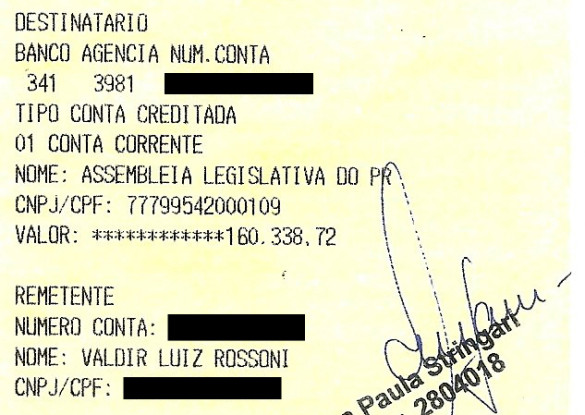 DESTINATARIO
BANCO AGENCIA NUM.CONTA
341 3981
TIPO CONTA CREDITADA
01 CONTA CORRENTE
NOME: ASSEMBLEIA LEGISLATIVA DO PR
CNPJ/CPF: 77799542000109
VALOR: ************160.338,72
REMETENTE
NUMERO CONTA:
NOME: VALDIR LUIZ ROSSONI
CNPJ/CPF:
Paula Stringari
2804018